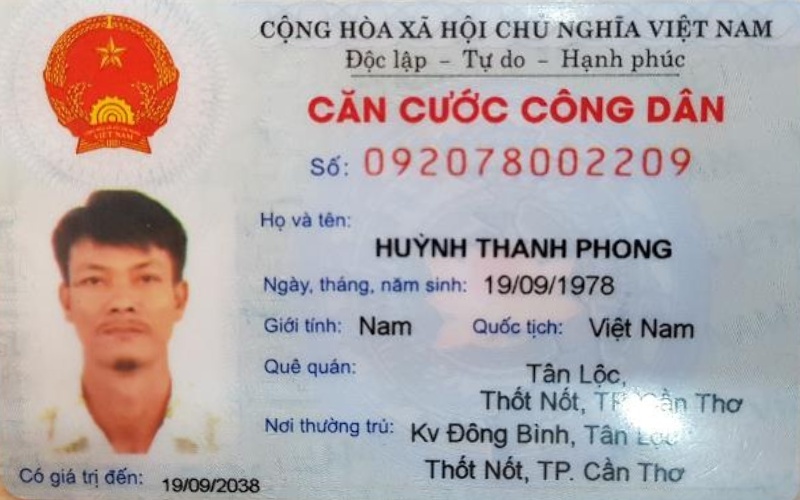 CỘNG HÒA XÃ HỘI CHỦ NGHĨA VIỆT NAM
Độc lập - Tự do - Hạnh phúc
CĂN CƯỚC CÔNG DÂN
Số: 092078002209
Họ và tên:
HUỲNH THANH PHONG
Ngày, tháng, năm sinh: 19/09/1978
Giới tính: Nam Quốc tịch: Việt Nam
Quê quán: Tân Lộc,
Thốt Nốt, TP. Cần Thơ
Nơi thường trú: Kv Đông Bình, Tân Lộc
Thốt Nốt, TP. Cần Thơ
Có giá trị đến: 19/09/2038
VIỆT NAM